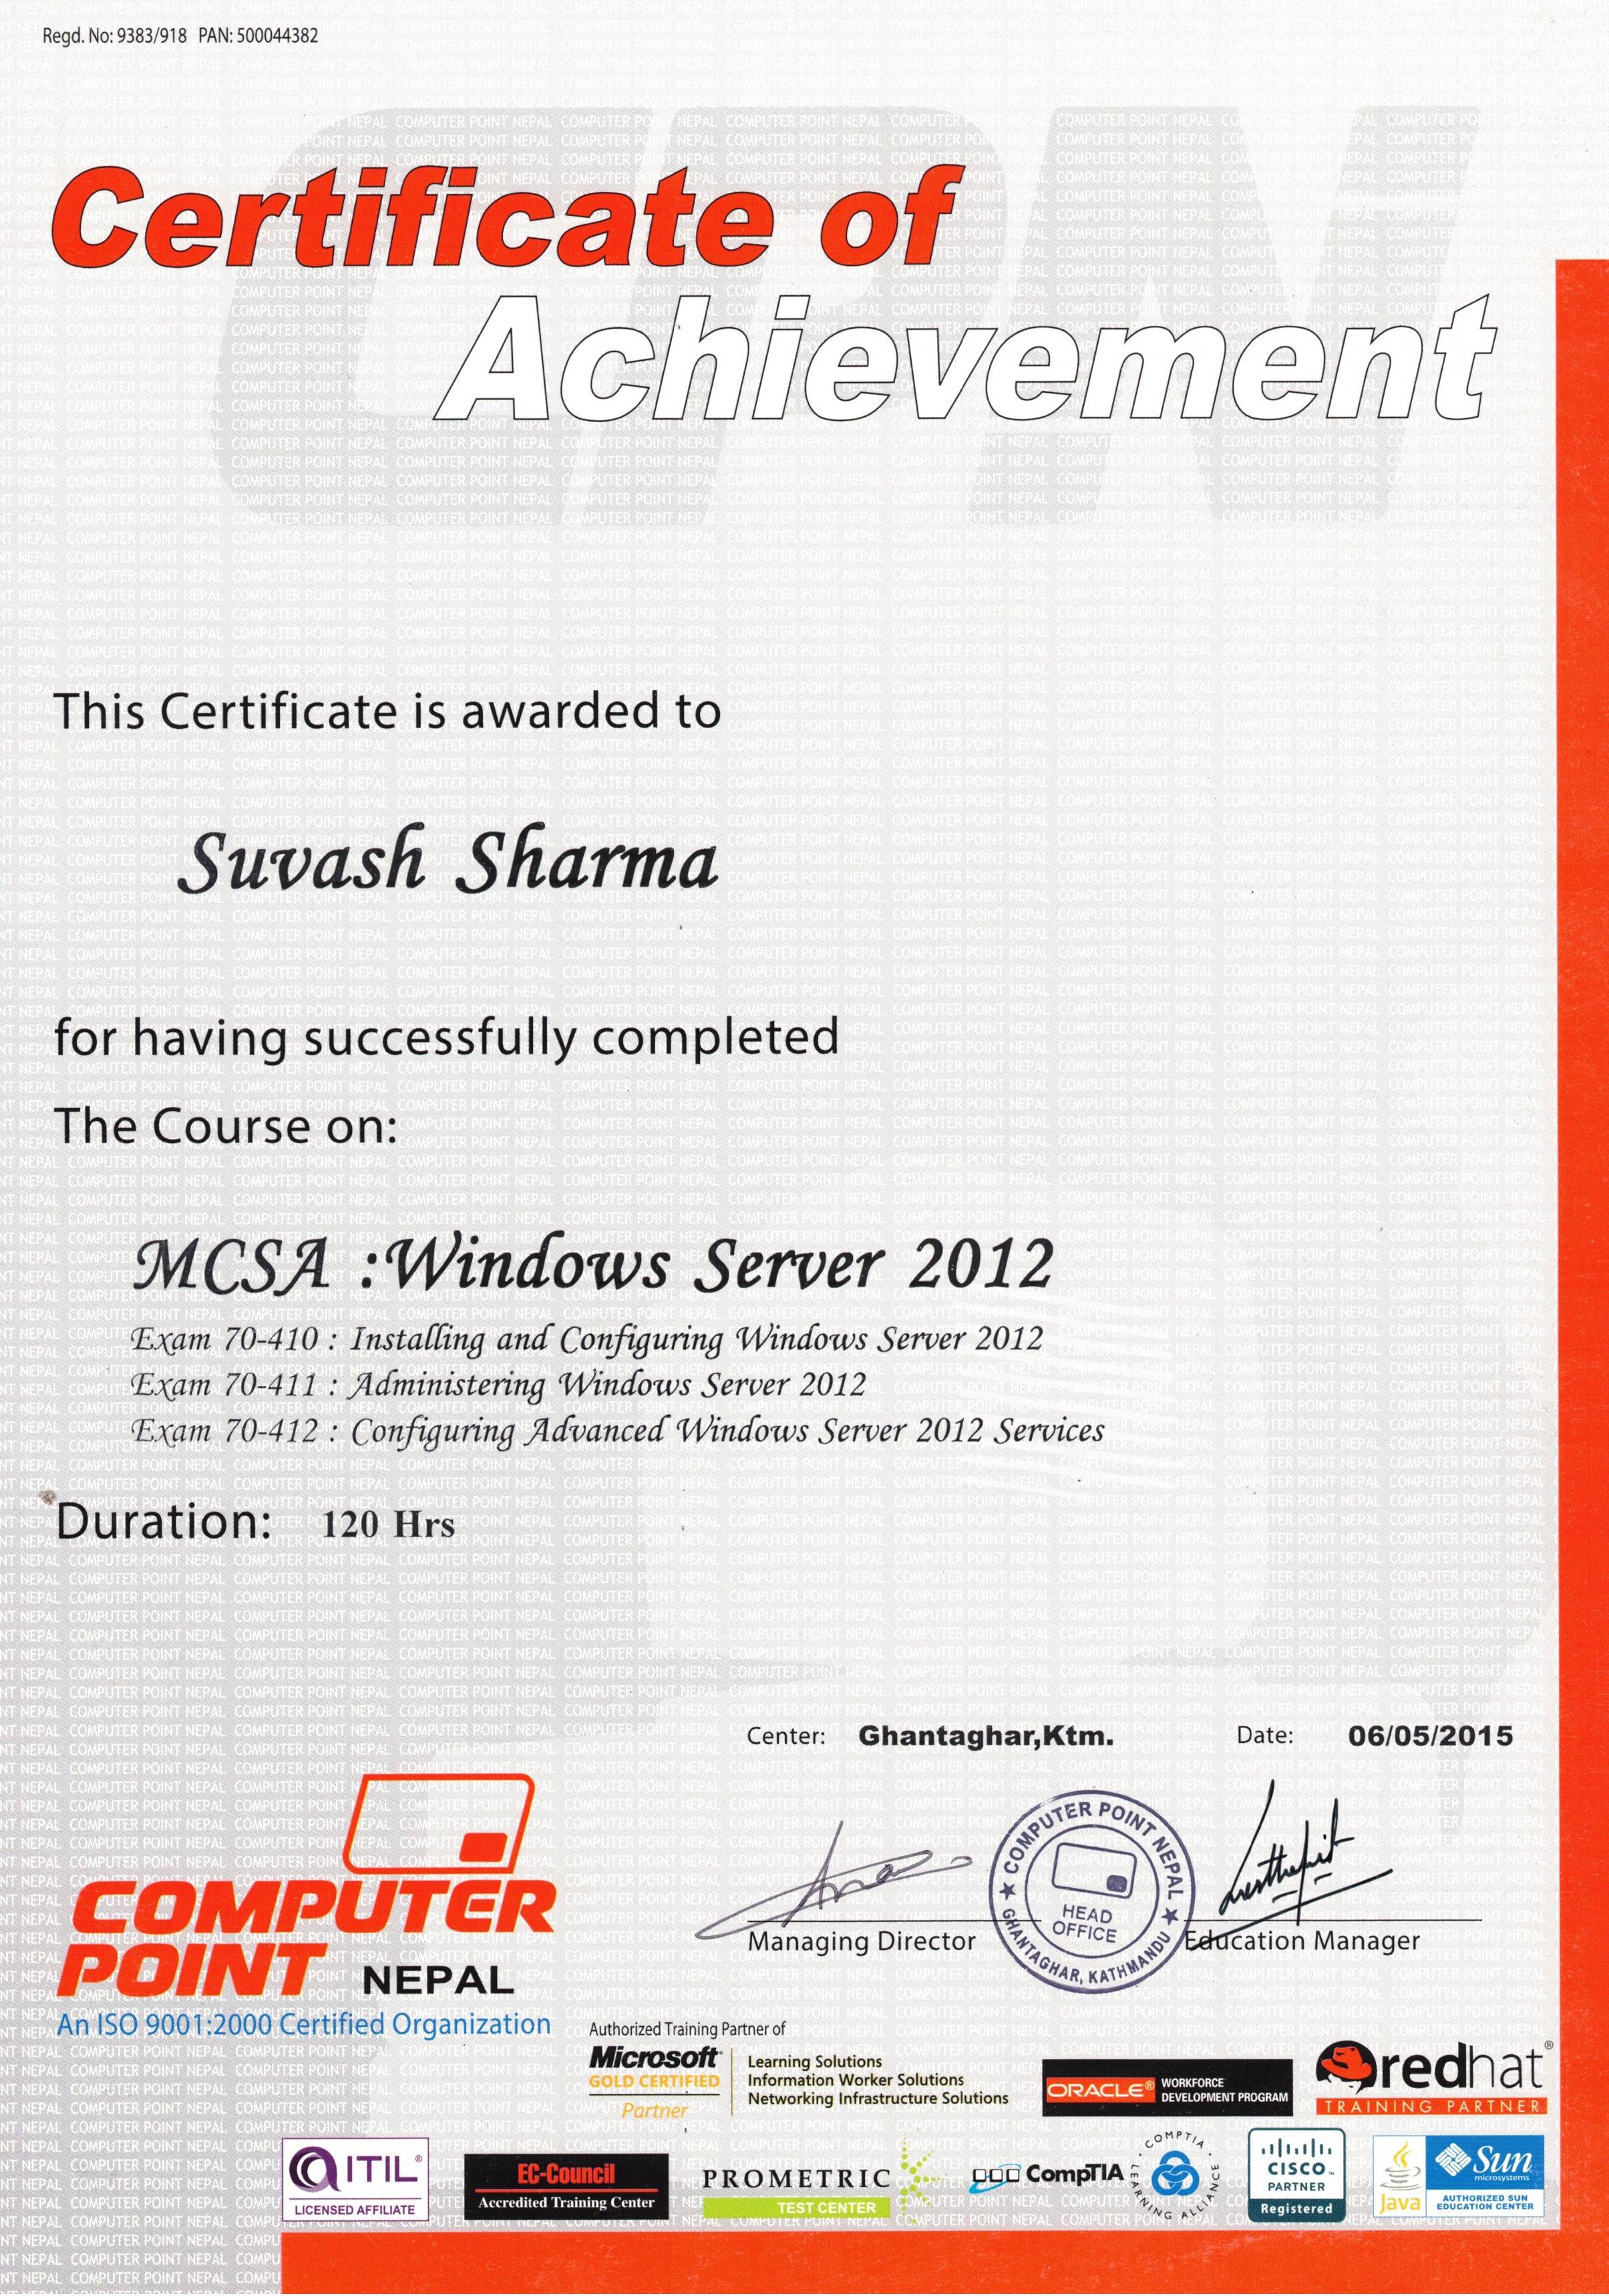 Regd. No: 9383/918 PAN: 500044382
Certificate of
Achievement
This Certificate is awarded to
Suvash Sharma
for having successfully completed
The Course on:
MCSA :Windows Server 2012
Exam 70-410 : Installing and Configuring Windows Server 2012
Exam 70-411 : Administering Windows Server 2012
Exam 70-412 : Configuring Advanced Windows Server 2012 Services
Duration: 120 Hrs
Center: Ghantaghar,Ktm. Date: 06/05/2015
COMPUTER POINT NEPAL
HEAD
OFFICE
GHANTAGHAR, KATHMANDU
Managing Director
Education Manager
COMPUTER
POINT NEPAL
An ISO 9001:2000 Certified Organization
Authorized Training Partner of
Microsoft
GOLD CERTIFIED
Partner
Learning Solutions
Information Worker Solutions
Networking Infrastructure Solutions
ORACLE® WORKFORCE
DEVELOPMENT PROGRAM
redhat®
TRAINING PARTNER
ITIL®
LICENSED AFFILIATE
EC-Council
Accredited Training Center
PROMETRIC
TEST CENTER
CompTIA
COMPTIA LEARNING ALLIANCE
CISCO
PARTNER
Registered
Java
Sun
microsystems
AUTHORIZED SUN
EDUCATION CENTER